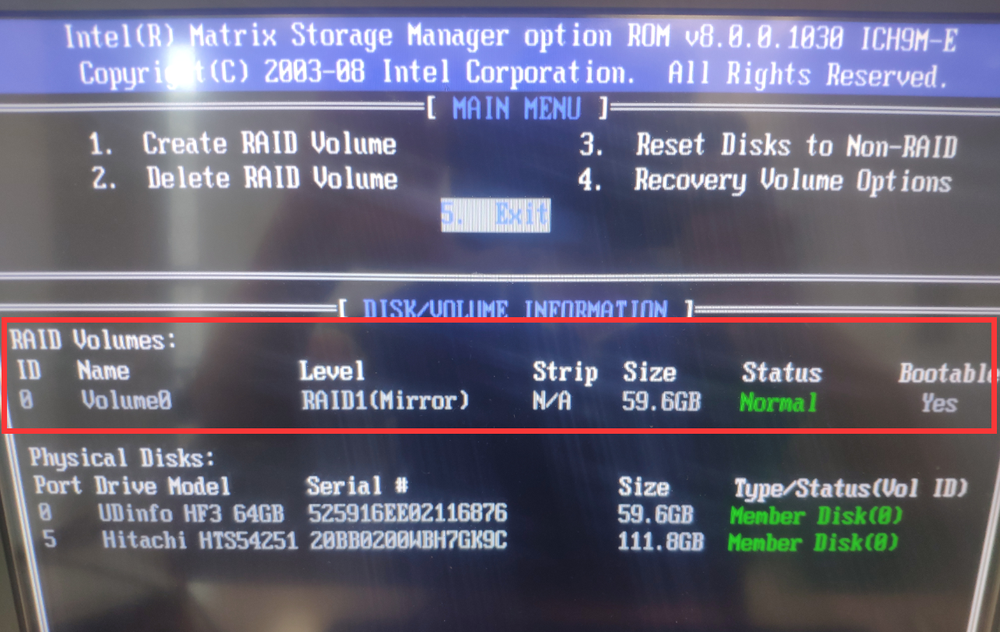 Intel(R) Matrix Storage Manager option ROM v8.0.0.1030 ICH9M-E
Copyright(C) 2003-08 Intel Corporation. All Rights Reserved.
[ MAIN MENU ]
1. Create RAID Volume 3. Reset Disks to Non-RAID
2. Delete RAID Volume 4. Recovery Volume Options
5. Exit
[ DISK/VOLUME INFORMATION ]
RAID Volumes:
ID Name Level Strip Size Status Bootable
0 Volume0 RAID1(Mirror) N/A 59.6GB Normal Yes
Physical Disks:
Port Drive Model Serial # Size Type/Status(Vol ID)
0 UDinfo HF3 64GB 525916EE02116876 59.6GB Member Disk(0)
5 Hitachi HTS54251 20BB0200WBH7GK9C 111.8GB Member Disk(0)